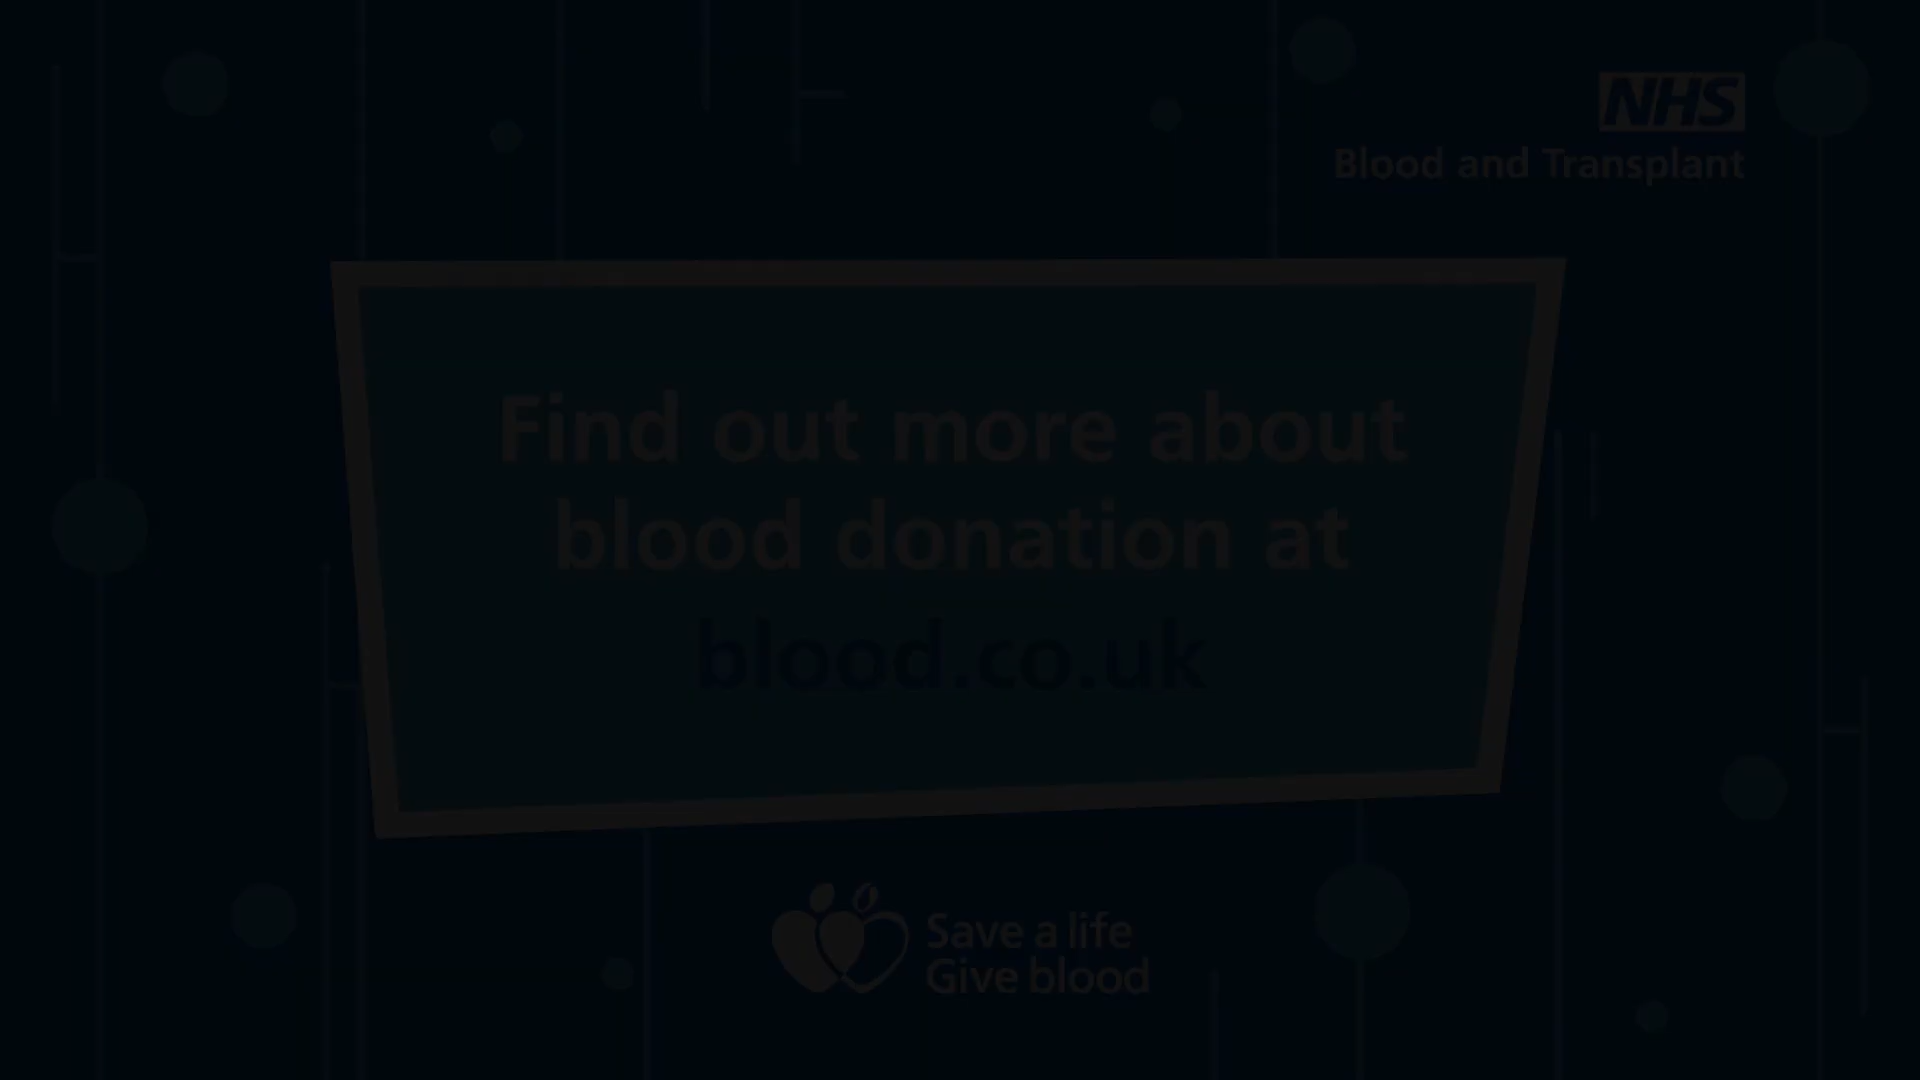 NHS
Blood and Transplant
Find out more about
blood donation at
blood.co.uk
Save a life
Give blood